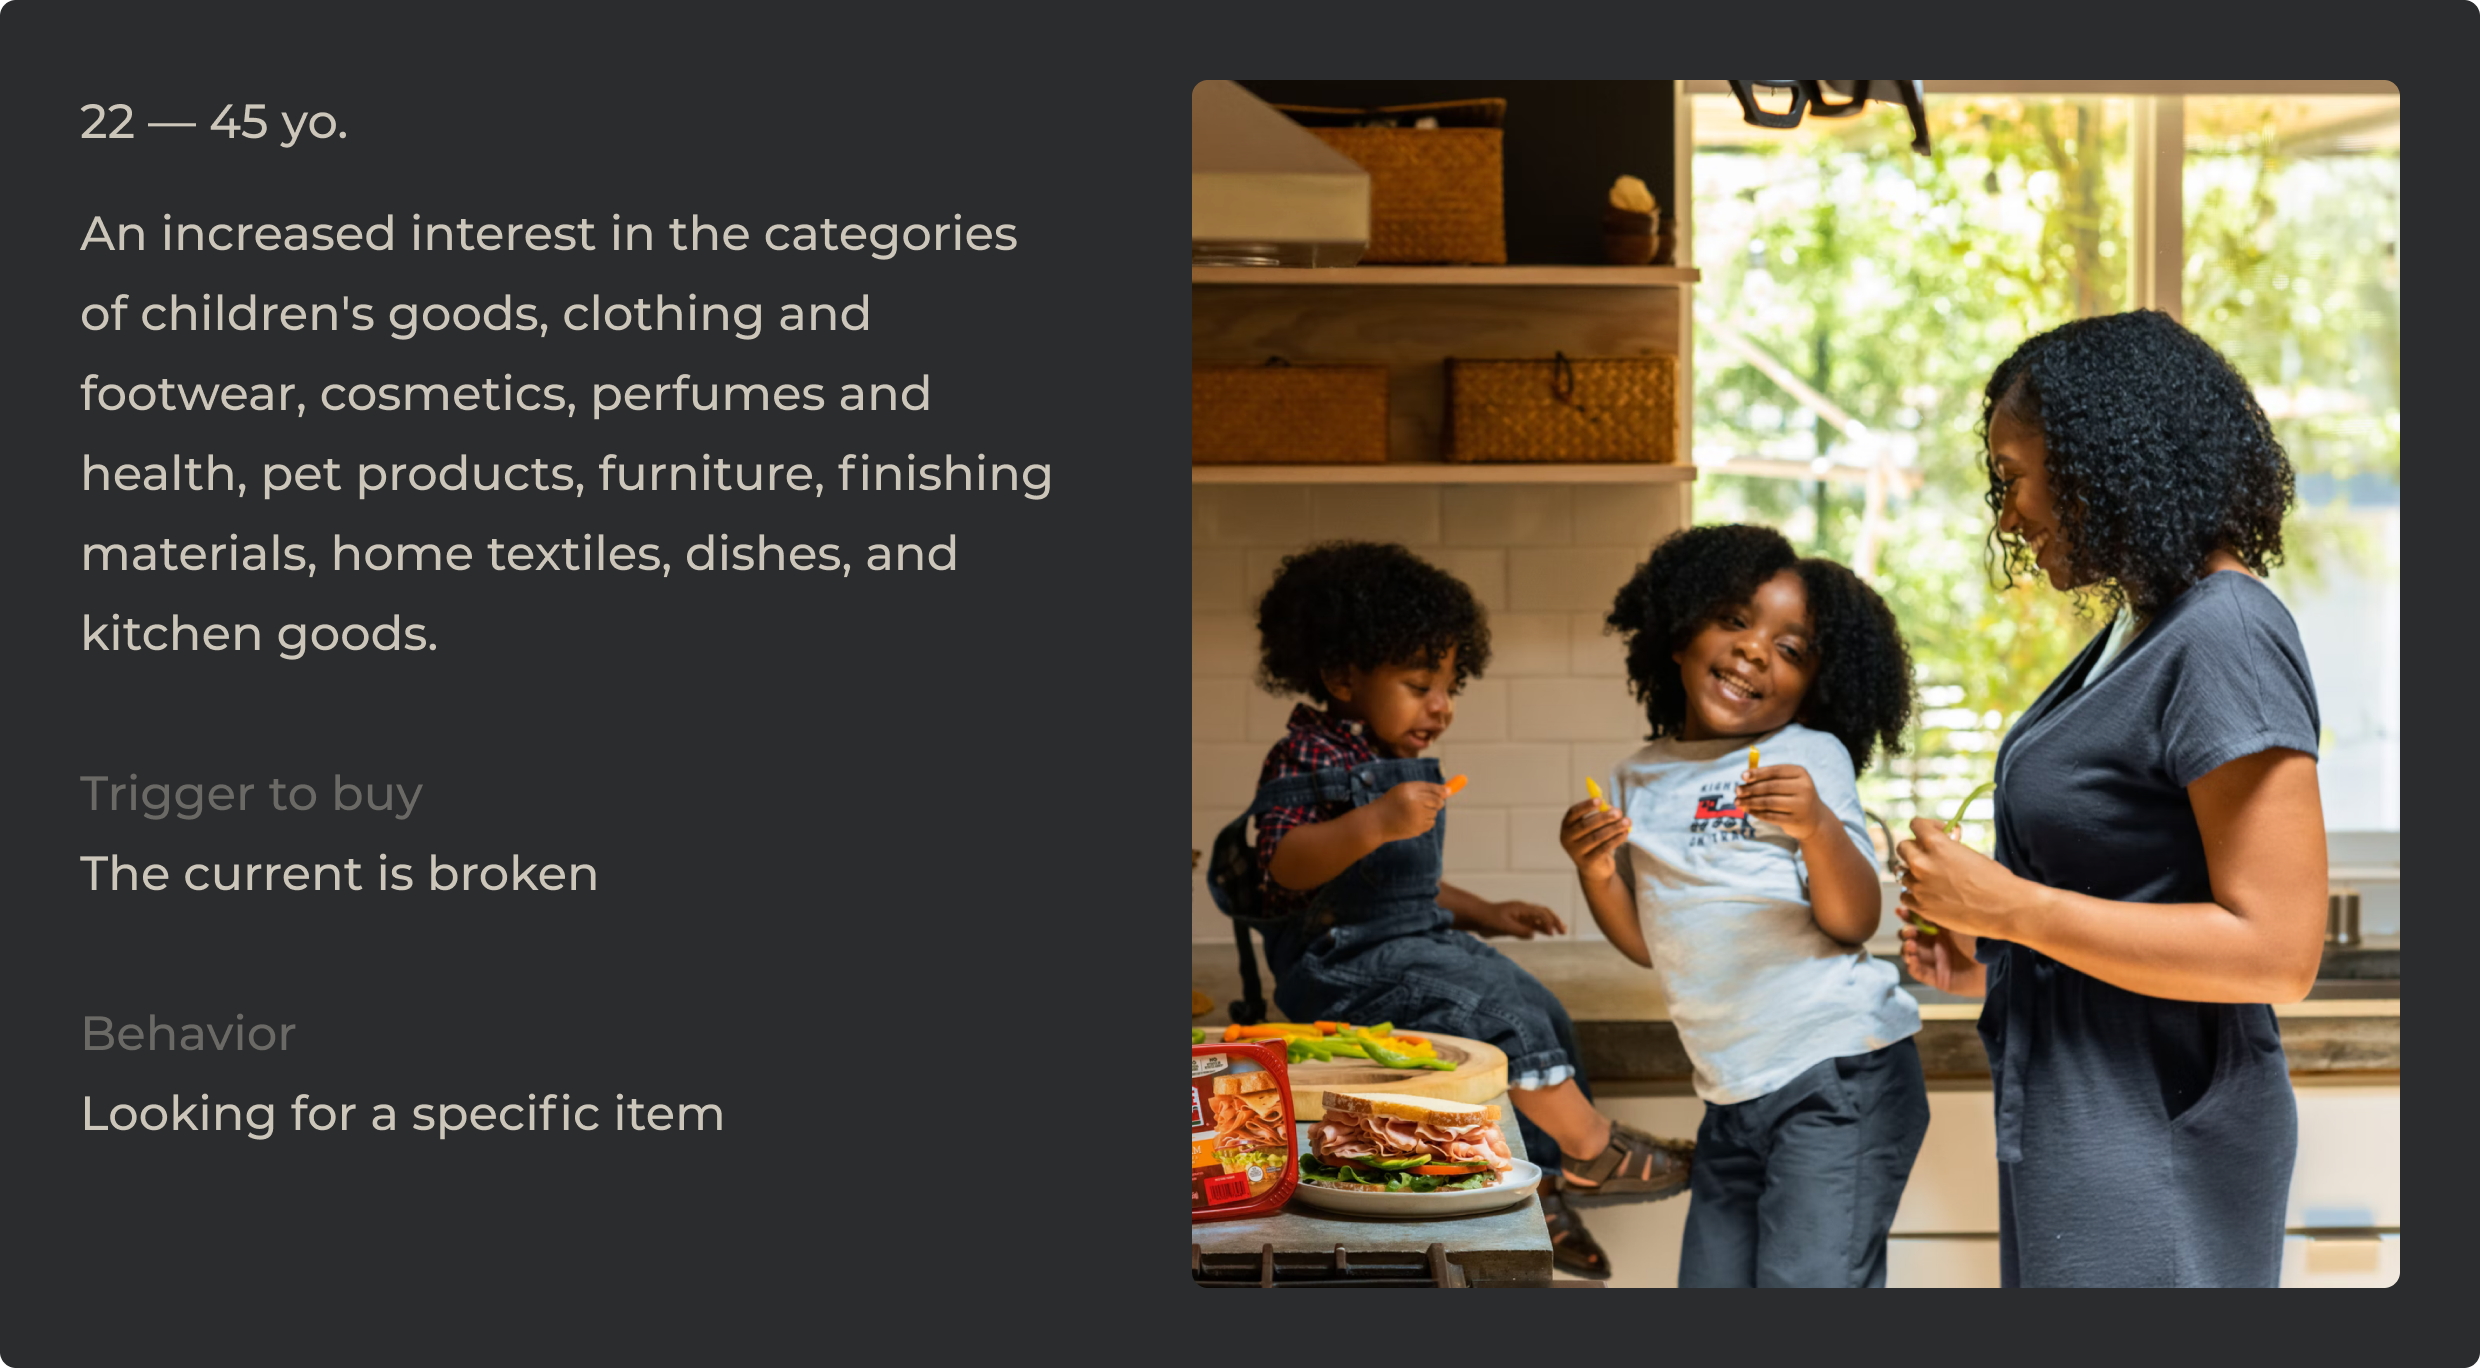 22 — 45 yo.
An increased interest in the categories
of children's goods, clothing and
footwear, cosmetics, perfumes and
health, pet products, furniture, finishing
materials, home textiles, dishes, and
kitchen goods.
Trigger to buy
The current is broken
Behavior
Looking for a specific item
ON TRACK